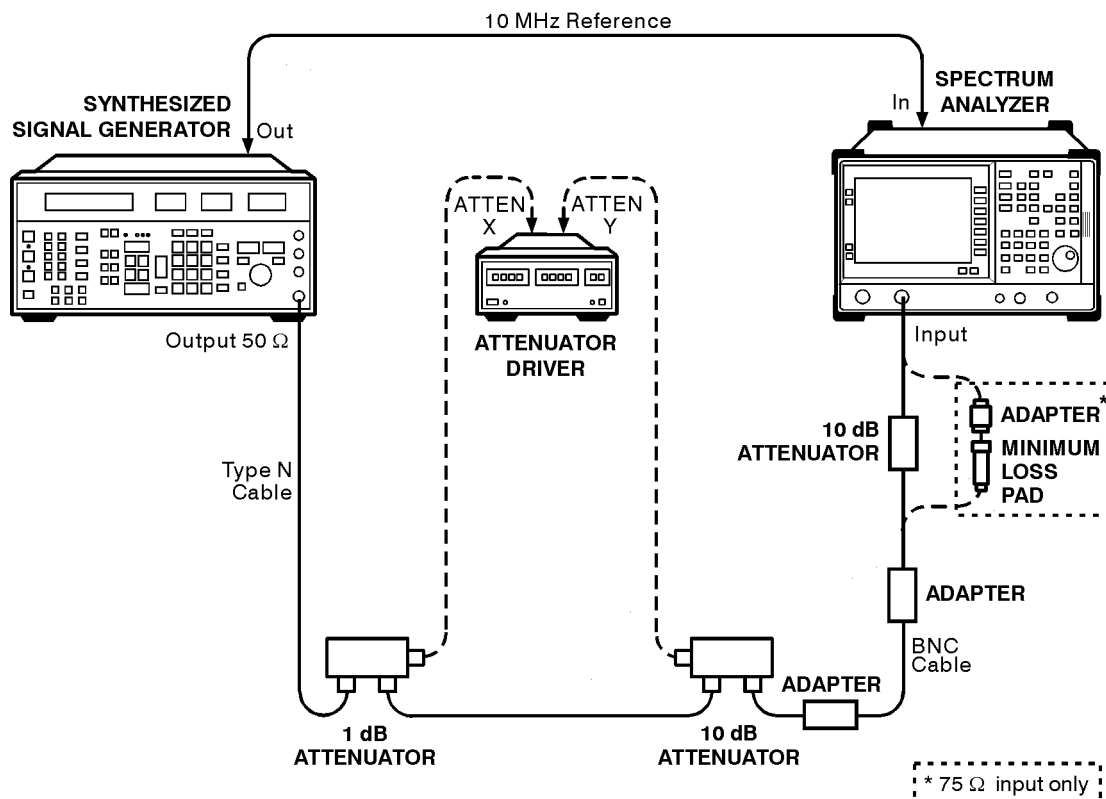 10 MHz Reference
SYNTHESIZED
SIGNAL GENERATOR
Out
SPECTRUM
ANALYZER
In
ATTEN
X
ATTEN
Y
ATTENUATOR
DRIVER
Output 50 Ω
Input
10 dB
ATTENUATOR
ADAPTER*
MINIMUM
LOSS
PAD
Type N
Cable
ADAPTER
BNC
Cable
ADAPTER
1 dB
ATTENUATOR
10 dB
ATTENUATOR
* 75 Ω input only